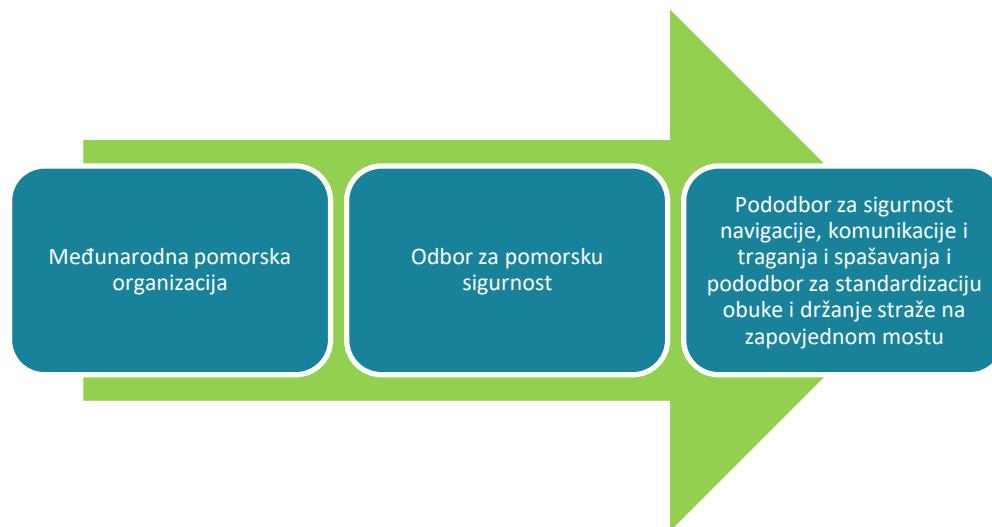 Međunarodna pomorska
organizacija
Odbor za pomorsku
sigurnost
Pododbor za sigurnost
navigacije, komunikacije i
traganja i spašavanja i
pododbor za standardizaciju
obuke i držanje straže na
zapovjednom mostu